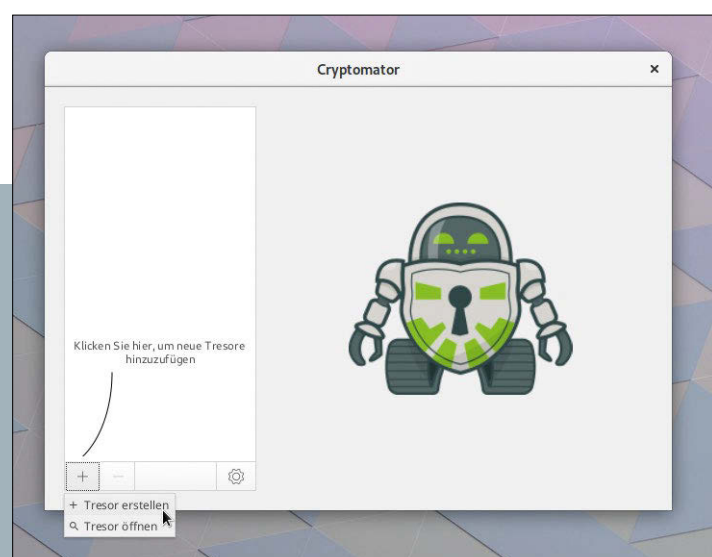 Cryptomator
Klicken Sie hier, um neue Tresore
hinzuzufügen
+ Tresor erstellen
Tresor öffnen